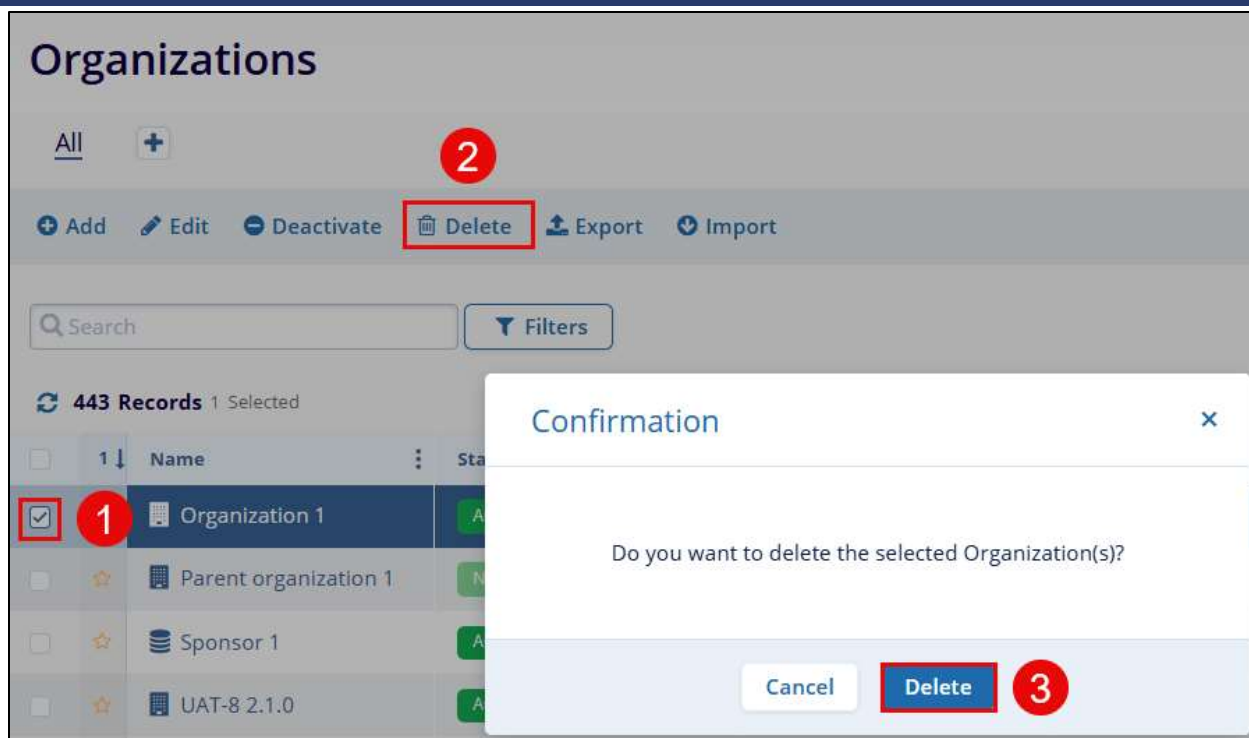 Organizations
All
2
Add Edit Deactivate Delete Export Import
Search Filters
443 Records 1 Selected
1 Name Sta
1 Organization 1 A
Parent organization 1 N
Sponsor 1 A
UAT-8 2.1.0 A
Confirmation
Do you want to delete the selected Organization(s)?
Cancel Delete 3